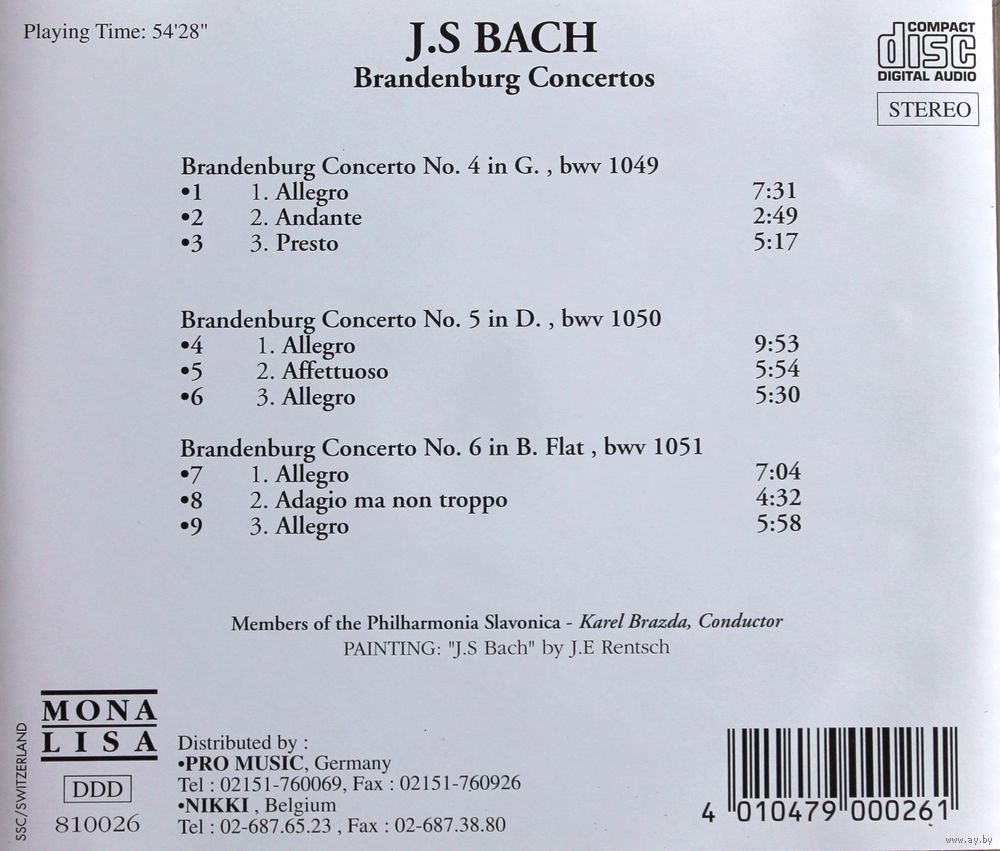 Playing Time: 54'28"
J.S BACH
Brandenburg Concertos
COMPACT
disc
DIGITAL AUDIO
STEREO
Brandenburg Concerto No. 4 in G. , bwv 1049
•1 1. Allegro 7:31
•2 2. Andante 2:49
•3 3. Presto 5:17
Brandenburg Concerto No. 5 in D. , bwv 1050
•4 1. Allegro 9:53
•5 2. Affettuoso 5:54
•6 3. Allegro 5:30
Brandenburg Concerto No. 6 in B. Flat , bwv 1051
•7 1. Allegro 7:04
•8 2. Adagio ma non troppo 4:32
•9 3. Allegro 5:58
Members of the Philharmonia Slavonica - Karel Brazda, Conductor
PAINTING: "J.S Bach" by J.E Rentsch
SSC/SWITZERLAND
MONA
LISA
DDD
810026
Distributed by :
•PRO MUSIC, Germany
Tel : 02151-760069, Fax : 02151-760926
•NIKKI , Belgium
Tel : 02-687.65.23 , Fax : 02-687.38.80
4 010479 000261
www.ay.by